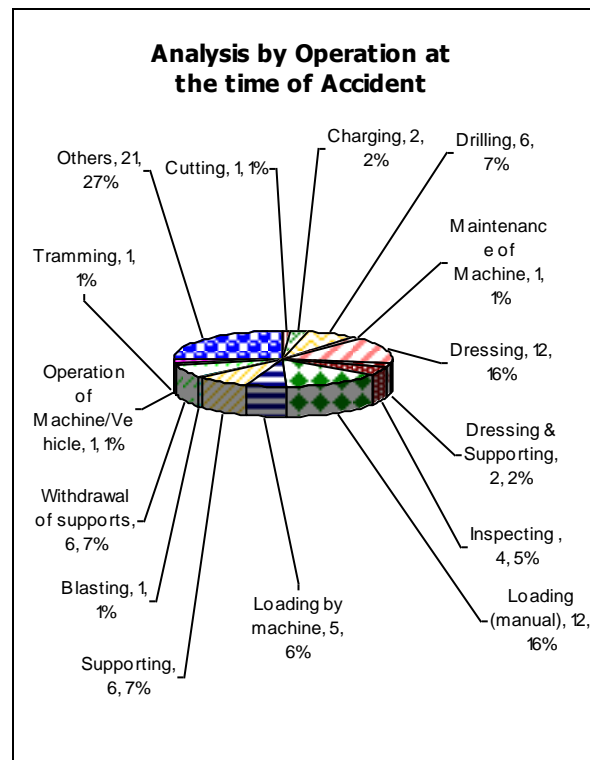 Analysis by Operation at
the time of Accident
Cutting, 1, 1%
Charging, 2,
2%
Drilling, 6,
7%
Maintenanc
e of
Machine, 1,
1%
Dressing, 12,
16%
Dressing &
Supporting,
2, 2%
Inspecting ,
4, 5%
Loading
(manual), 12,
16%
Loading by
machine, 5,
6%
Supporting,
6, 7%
Blasting, 1,
1%
Withdrawal
of supports,
6, 7%
Operation
of
Machine/Ve
hicle, 1, 1%
Tramming, 1,
1%
Others, 21,
27%